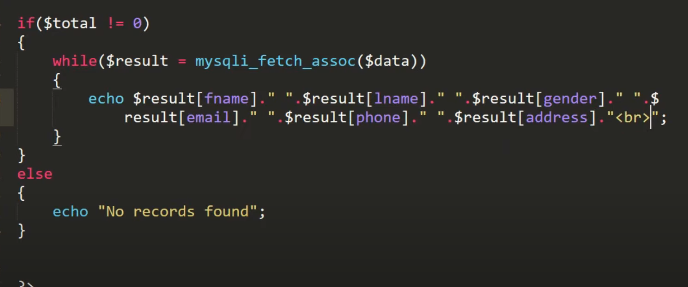 if($total != 0)
{
while($result = mysqli_fetch_assoc($data))
{
echo $result[fname]." ".$result[lname]." ".$result[gender]." ".$
result[email]." ".$result[phone]." ".$result[address]."<br>";
}
}
else
{
echo "No records found";
}
?>